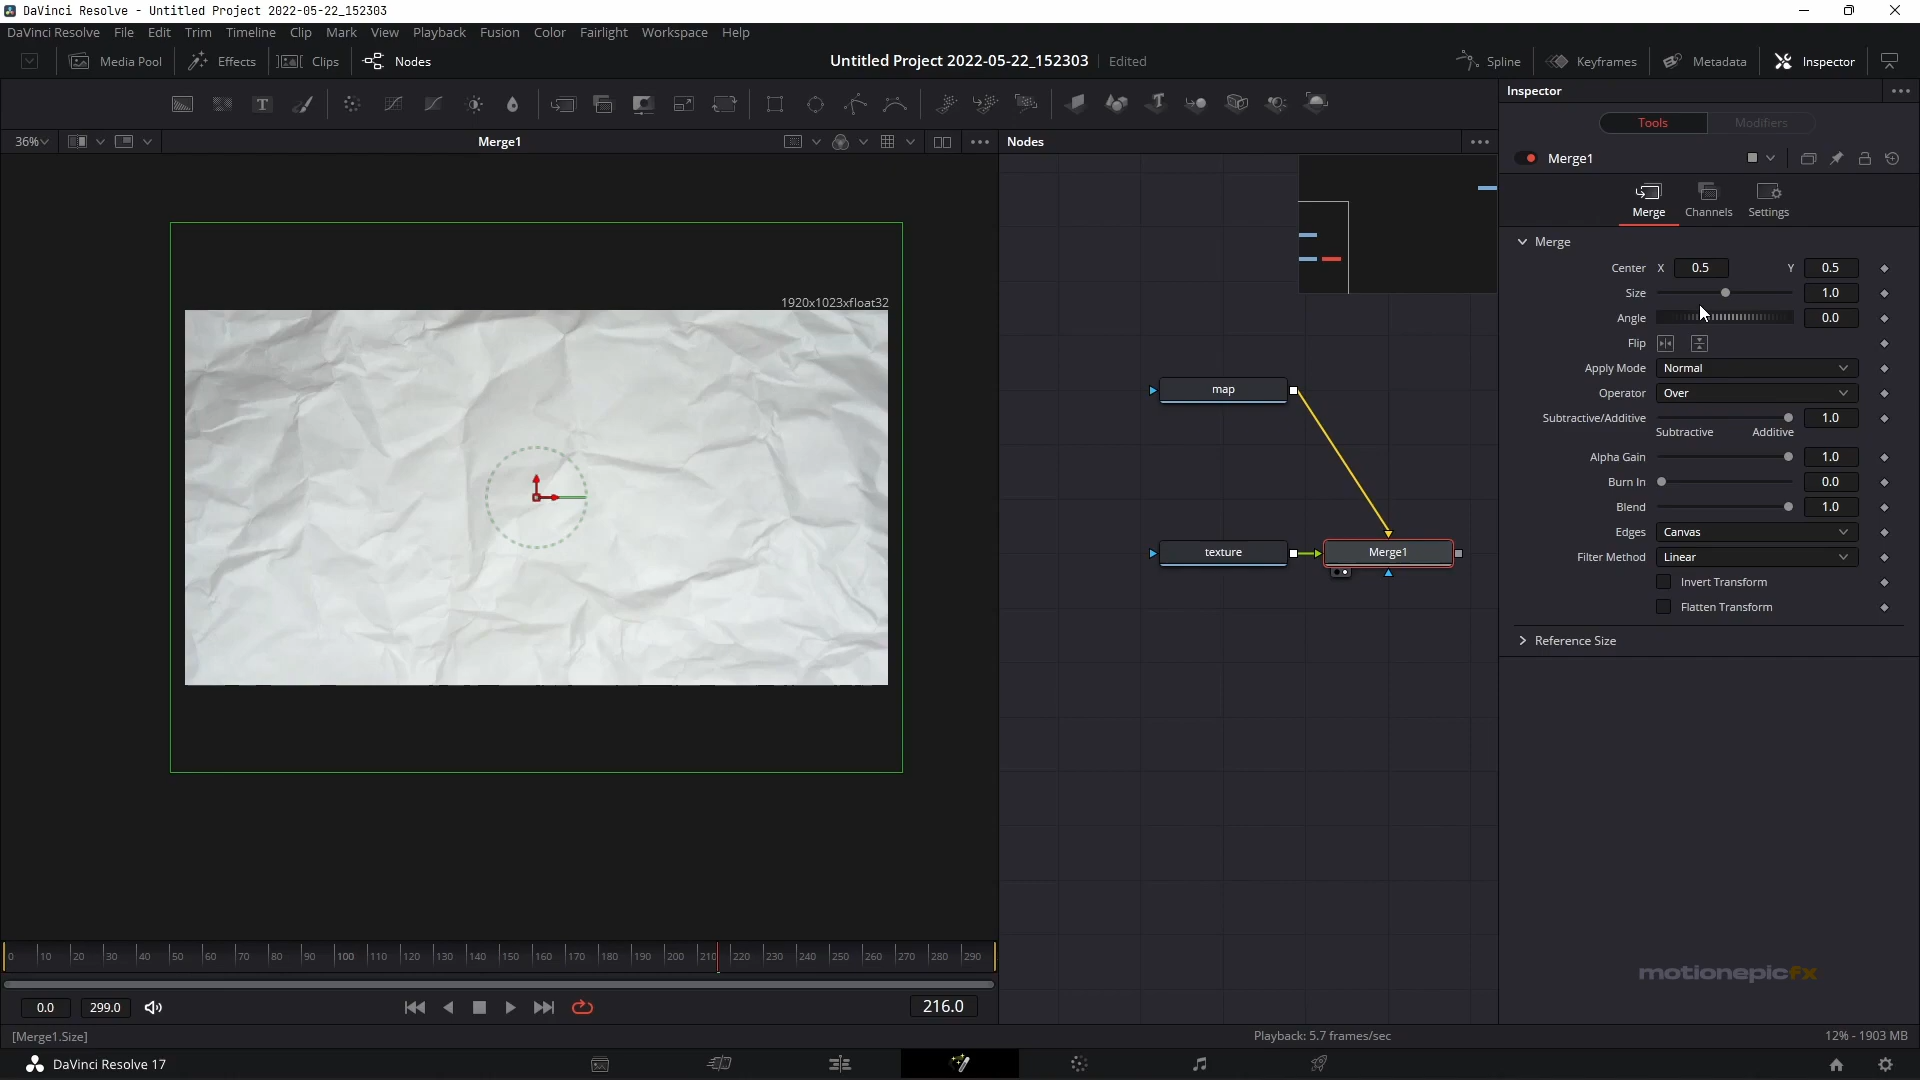 DaVinci Resolve - Untitled Project 2022-05-22_152303
DaVinci Resolve File Edit Trim Timeline Clip Mark View Playback Fusion Color Fairlight Workspace Help
Media Pool Effects Clips Nodes Untitled Project 2022-05-22_152303 Edited Spline Keyframes Metadata Inspector
Inspector
T
Tools Modifiers
36% Merge1 Nodes
Merge1
Merge Channels Settings
Merge
Center X 0.5 Y 0.5
Size 1.0
1920x1023xfloat32
Angle 0.0
Flip
Apply Mode Normal
map
Operator Over
Subtractive/Additive 1.0
Subtractive Additive
Alpha Gain 1.0
Burn In 0.0
Blend 1.0
Edges Canvas
texture Merge1
Filter Method Linear
Invert Transform
Flatten Transform
Reference Size
0 10 20 30 40 50 60 70 80 90 100 110 120 130 140 150 160 170 180 190 200 210 220 230 240 250 260 270 280 290
motionepicfx
0.0 299.0 216.0
[Merge1.Size] Playback: 5.7 frames/sec 12% - 1903 MB
DaVinci Resolve 17